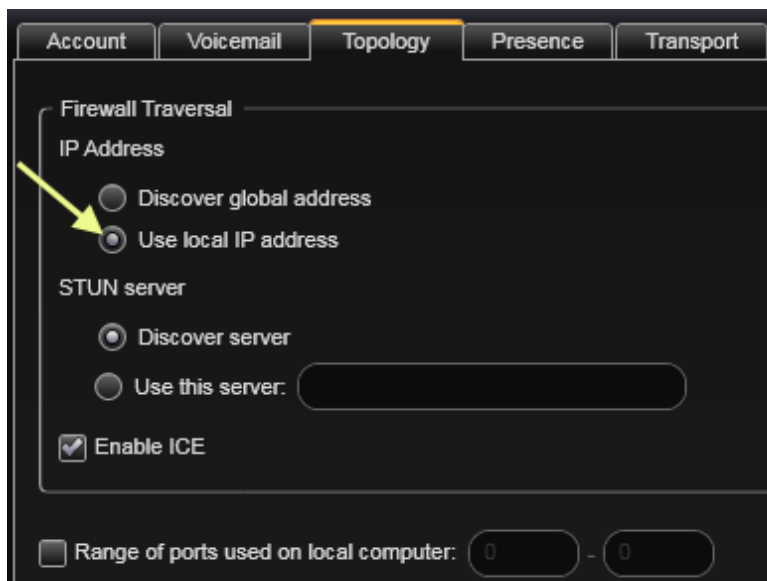 Account Voicemail Topology Presence Transport
Firewall Traversal
IP Address
Discover global address
Use local IP address
STUN server
Discover server
Use this server:
Enable ICE
Range of ports used on local computer: 0 - 0